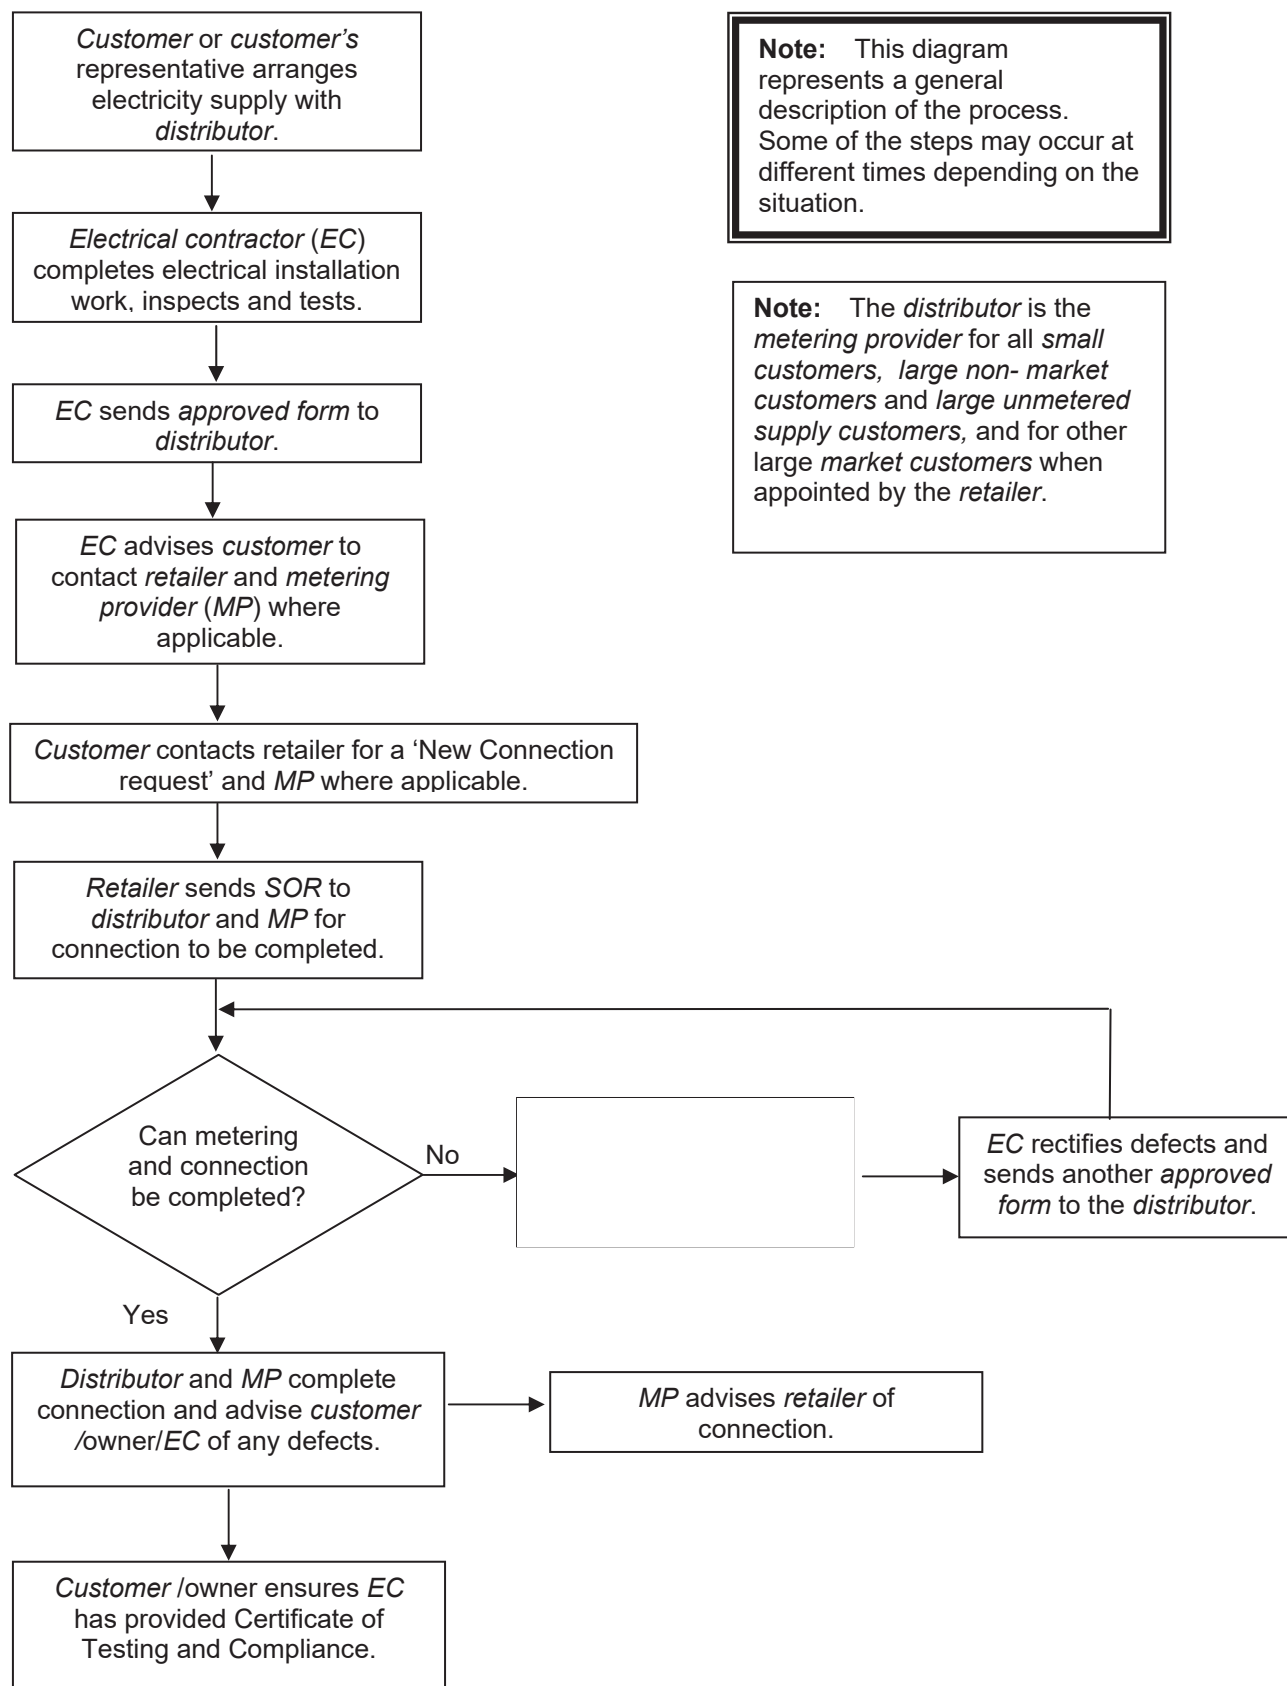 Customer or customer’s
representative arranges
electricity supply with
distributor.
Note: This diagram
represents a general
description of the process.
Some of the steps may occur at
different times depending on the
situation.
Electrical contractor (EC)
completes electrical installation
work, inspects and tests.
Note: The distributor is the
metering provider for all small
customers, large non- market
customers and large unmetered
supply customers, and for other
large market customers when
appointed by the retailer.
EC sends approved form to
distributor.
EC advises customer to
contact retailer and metering
provider (MP) where
applicable.
Customer contacts retailer for a ‘New Connection
request’ and MP where applicable.
Retailer sends SOR to
distributor and MP for
connection to be completed.
Can metering
and connection
be completed?
No
EC rectifies defects and
sends another approved
form to the distributor.
Yes
Distributor and MP complete
connection and advise customer
/owner/EC of any defects.
MP advises retailer of
connection.
Customer /owner ensures EC
has provided Certificate of
Testing and Compliance.